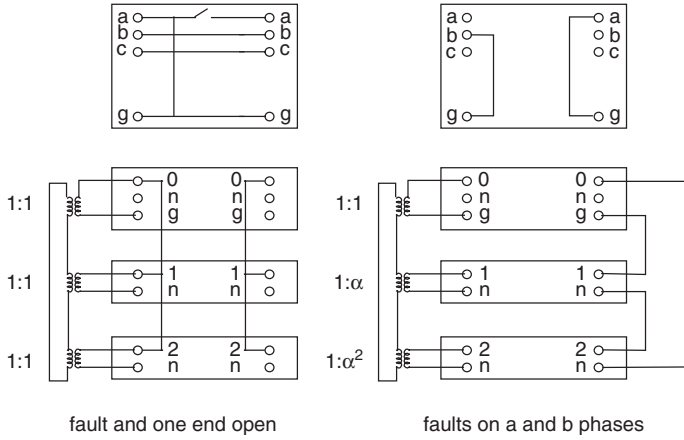 a a a a
b b b b
c c c c
g g g g
1:1 0 0 1:1 0 0
n n n n
g g g g
1:1 1 1 1:α 1 1
n n n n
1:1 2 2 1:α² 2 2
n n n n
fault and one end open faults on a and b phases